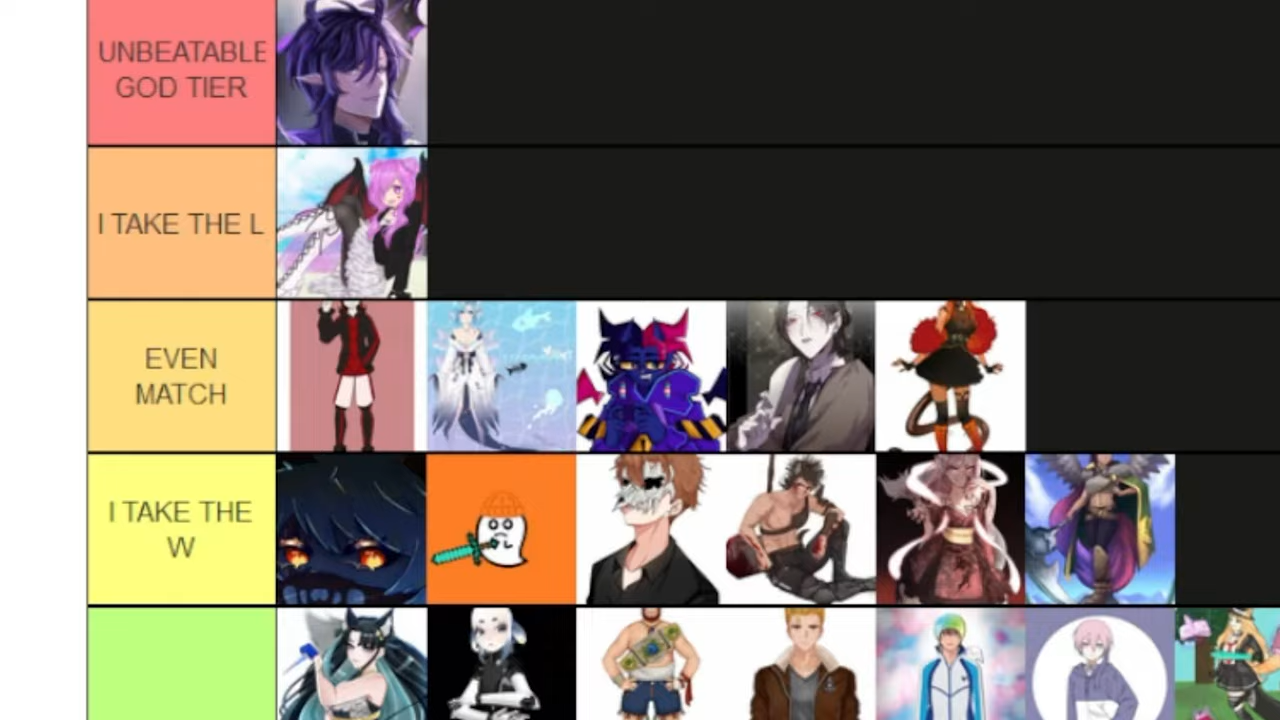 UNBEATABLE
GOD TIER
I TAKE THE L
EVEN
MATCH
I TAKE THE
W